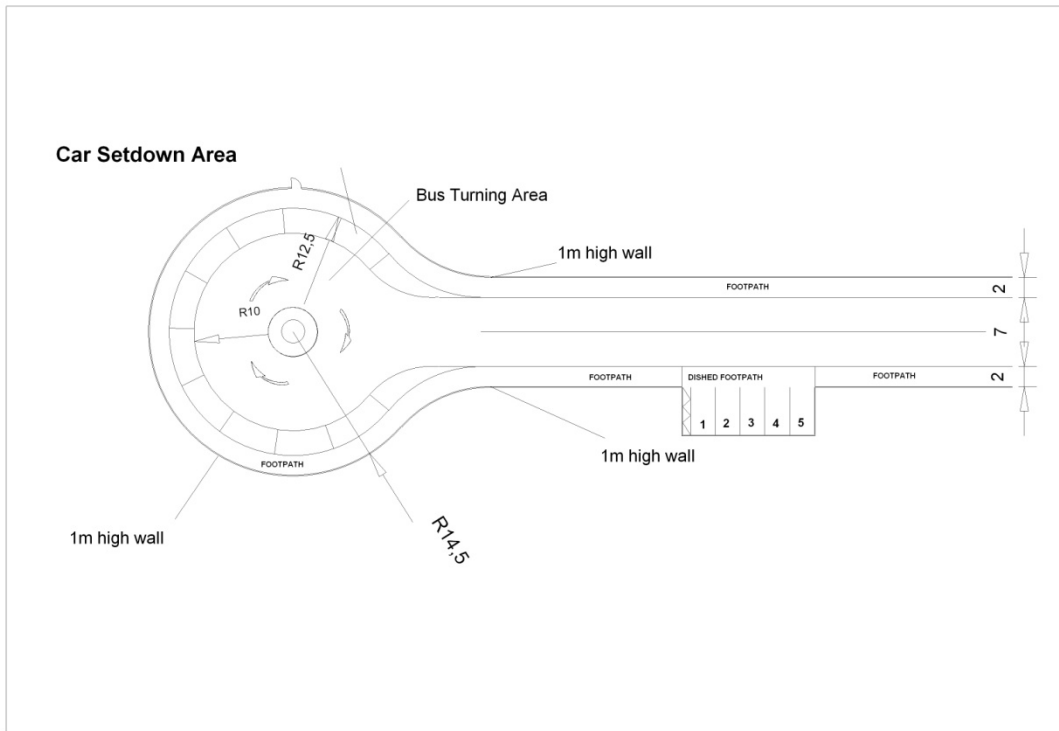 Car Setdown Area
Bus Turning Area
R12,5
1m high wall
FOOTPATH
2
R10
7
FOOTPATH
DISHED FOOTPATH
FOOTPATH
2
1 2 3 4 5
1m high wall
FOOTPATH
1m high wall
R14,5